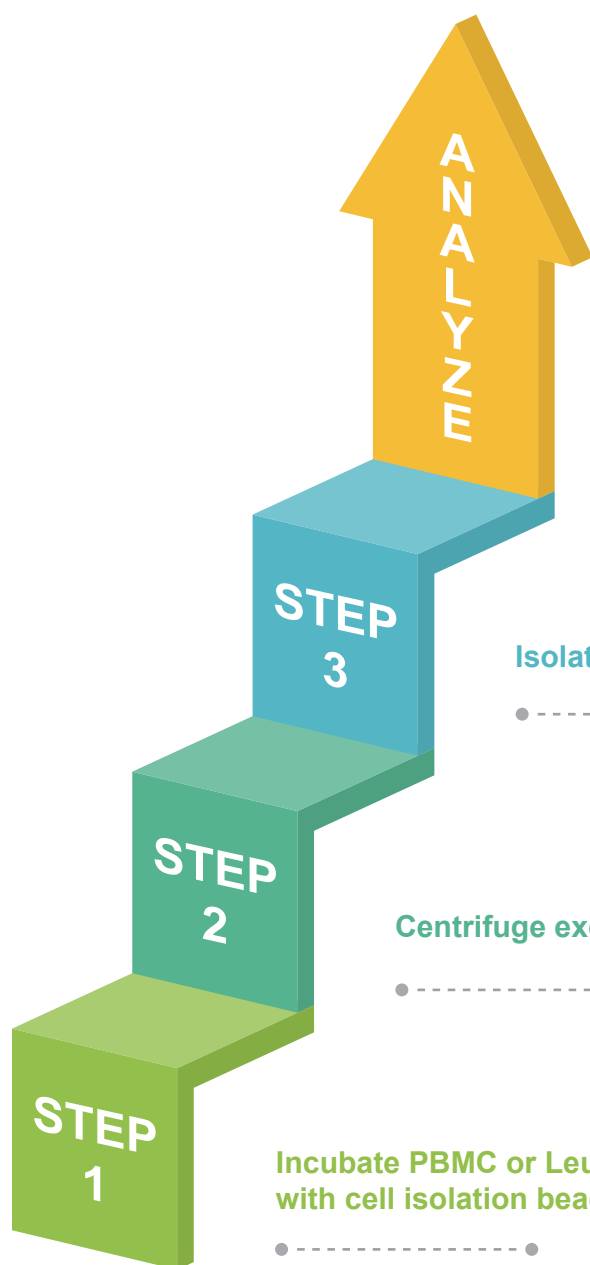 ANALYZE
STEP
3
Isolat
STEP
2
Centrifuge exc
STEP
1
Incubate PBMC or Leu
with cell isolation bea